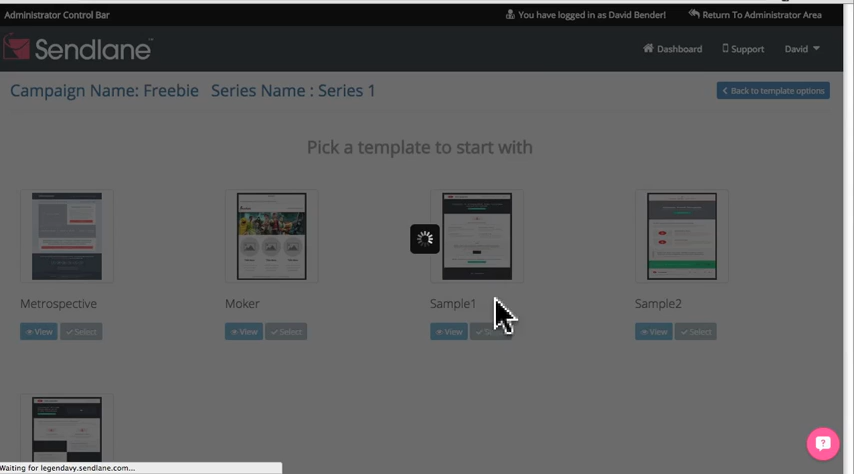 Administrator Control Bar
You have logged in as David Bender!
Return To Administrator Area
Sendlane
Dashboard
Support
David
Campaign Name: Freebie Series Name : Series 1
Back to template options
Pick a template to start with
Metrospective
Moker
Sample1
Sample2
View
Select
View
Select
View
View
Select
Waiting for legendavy.sendlane.com...